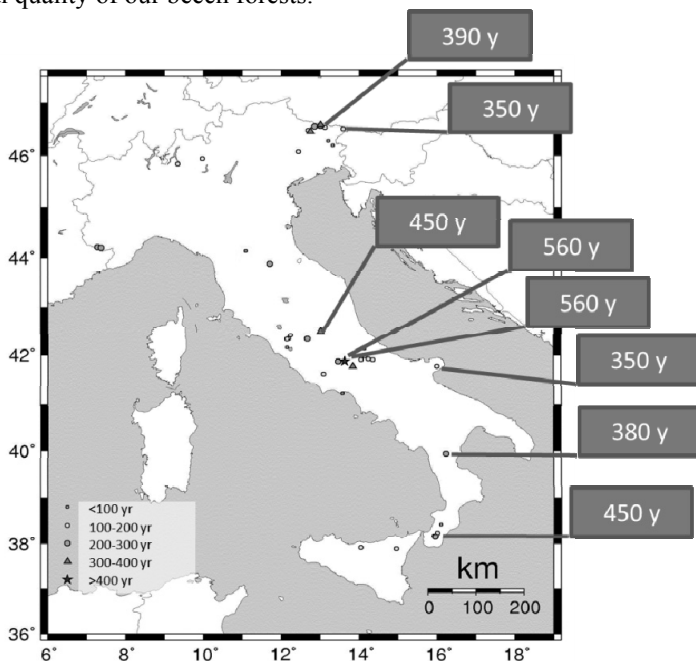 quality of our beech forests.
390 y
350 y
450 y
560 y
560 y
350 y
380 y
450 y
46°
44°
42°
40°
38°
36°
<100 yr
100-200 yr
200-300 yr
300-400 yr
>400 yr
km
0 100 200
6° 8° 10° 12° 14° 16° 18°